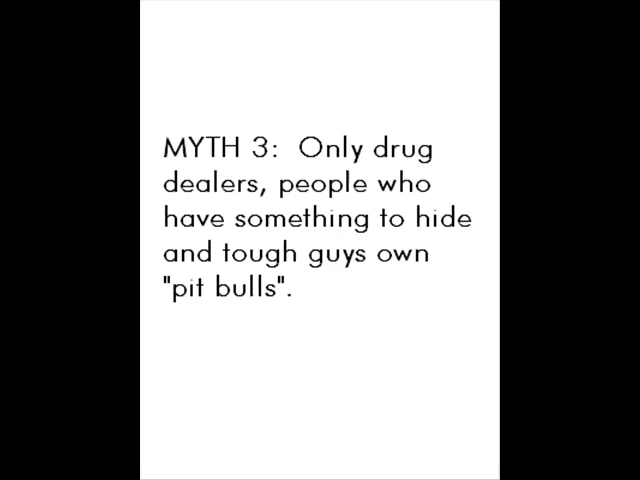 MYTH 3:  Only drug
dealers, people who
have something to hide
and tough guys own
"pit bulls".